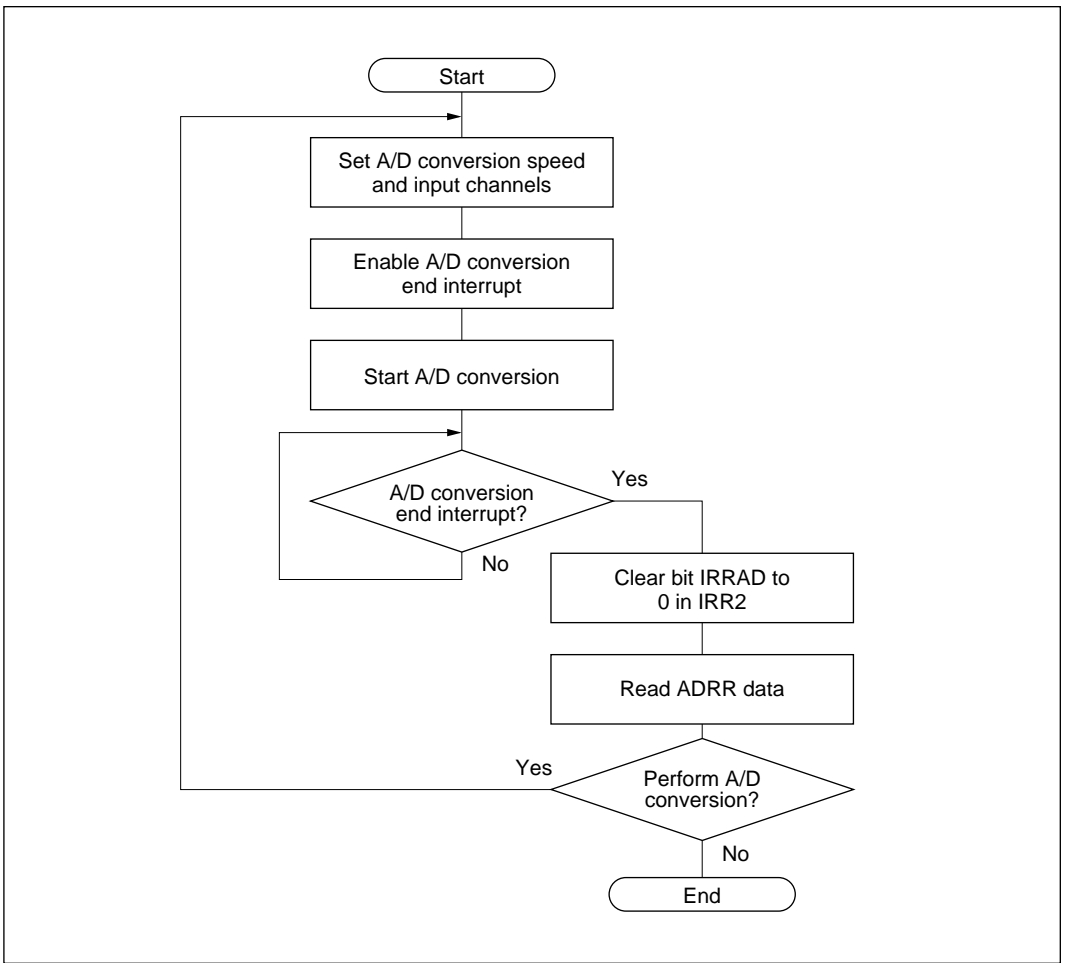 Start
Set A/D conversion speed
and input channels
Enable A/D conversion
end interrupt
Start A/D conversion
A/D conversion
end interrupt?
Yes
No
Clear bit IRRAD to
0 in IRR2
Read ADRR data
Perform A/D
conversion?
Yes
No
End